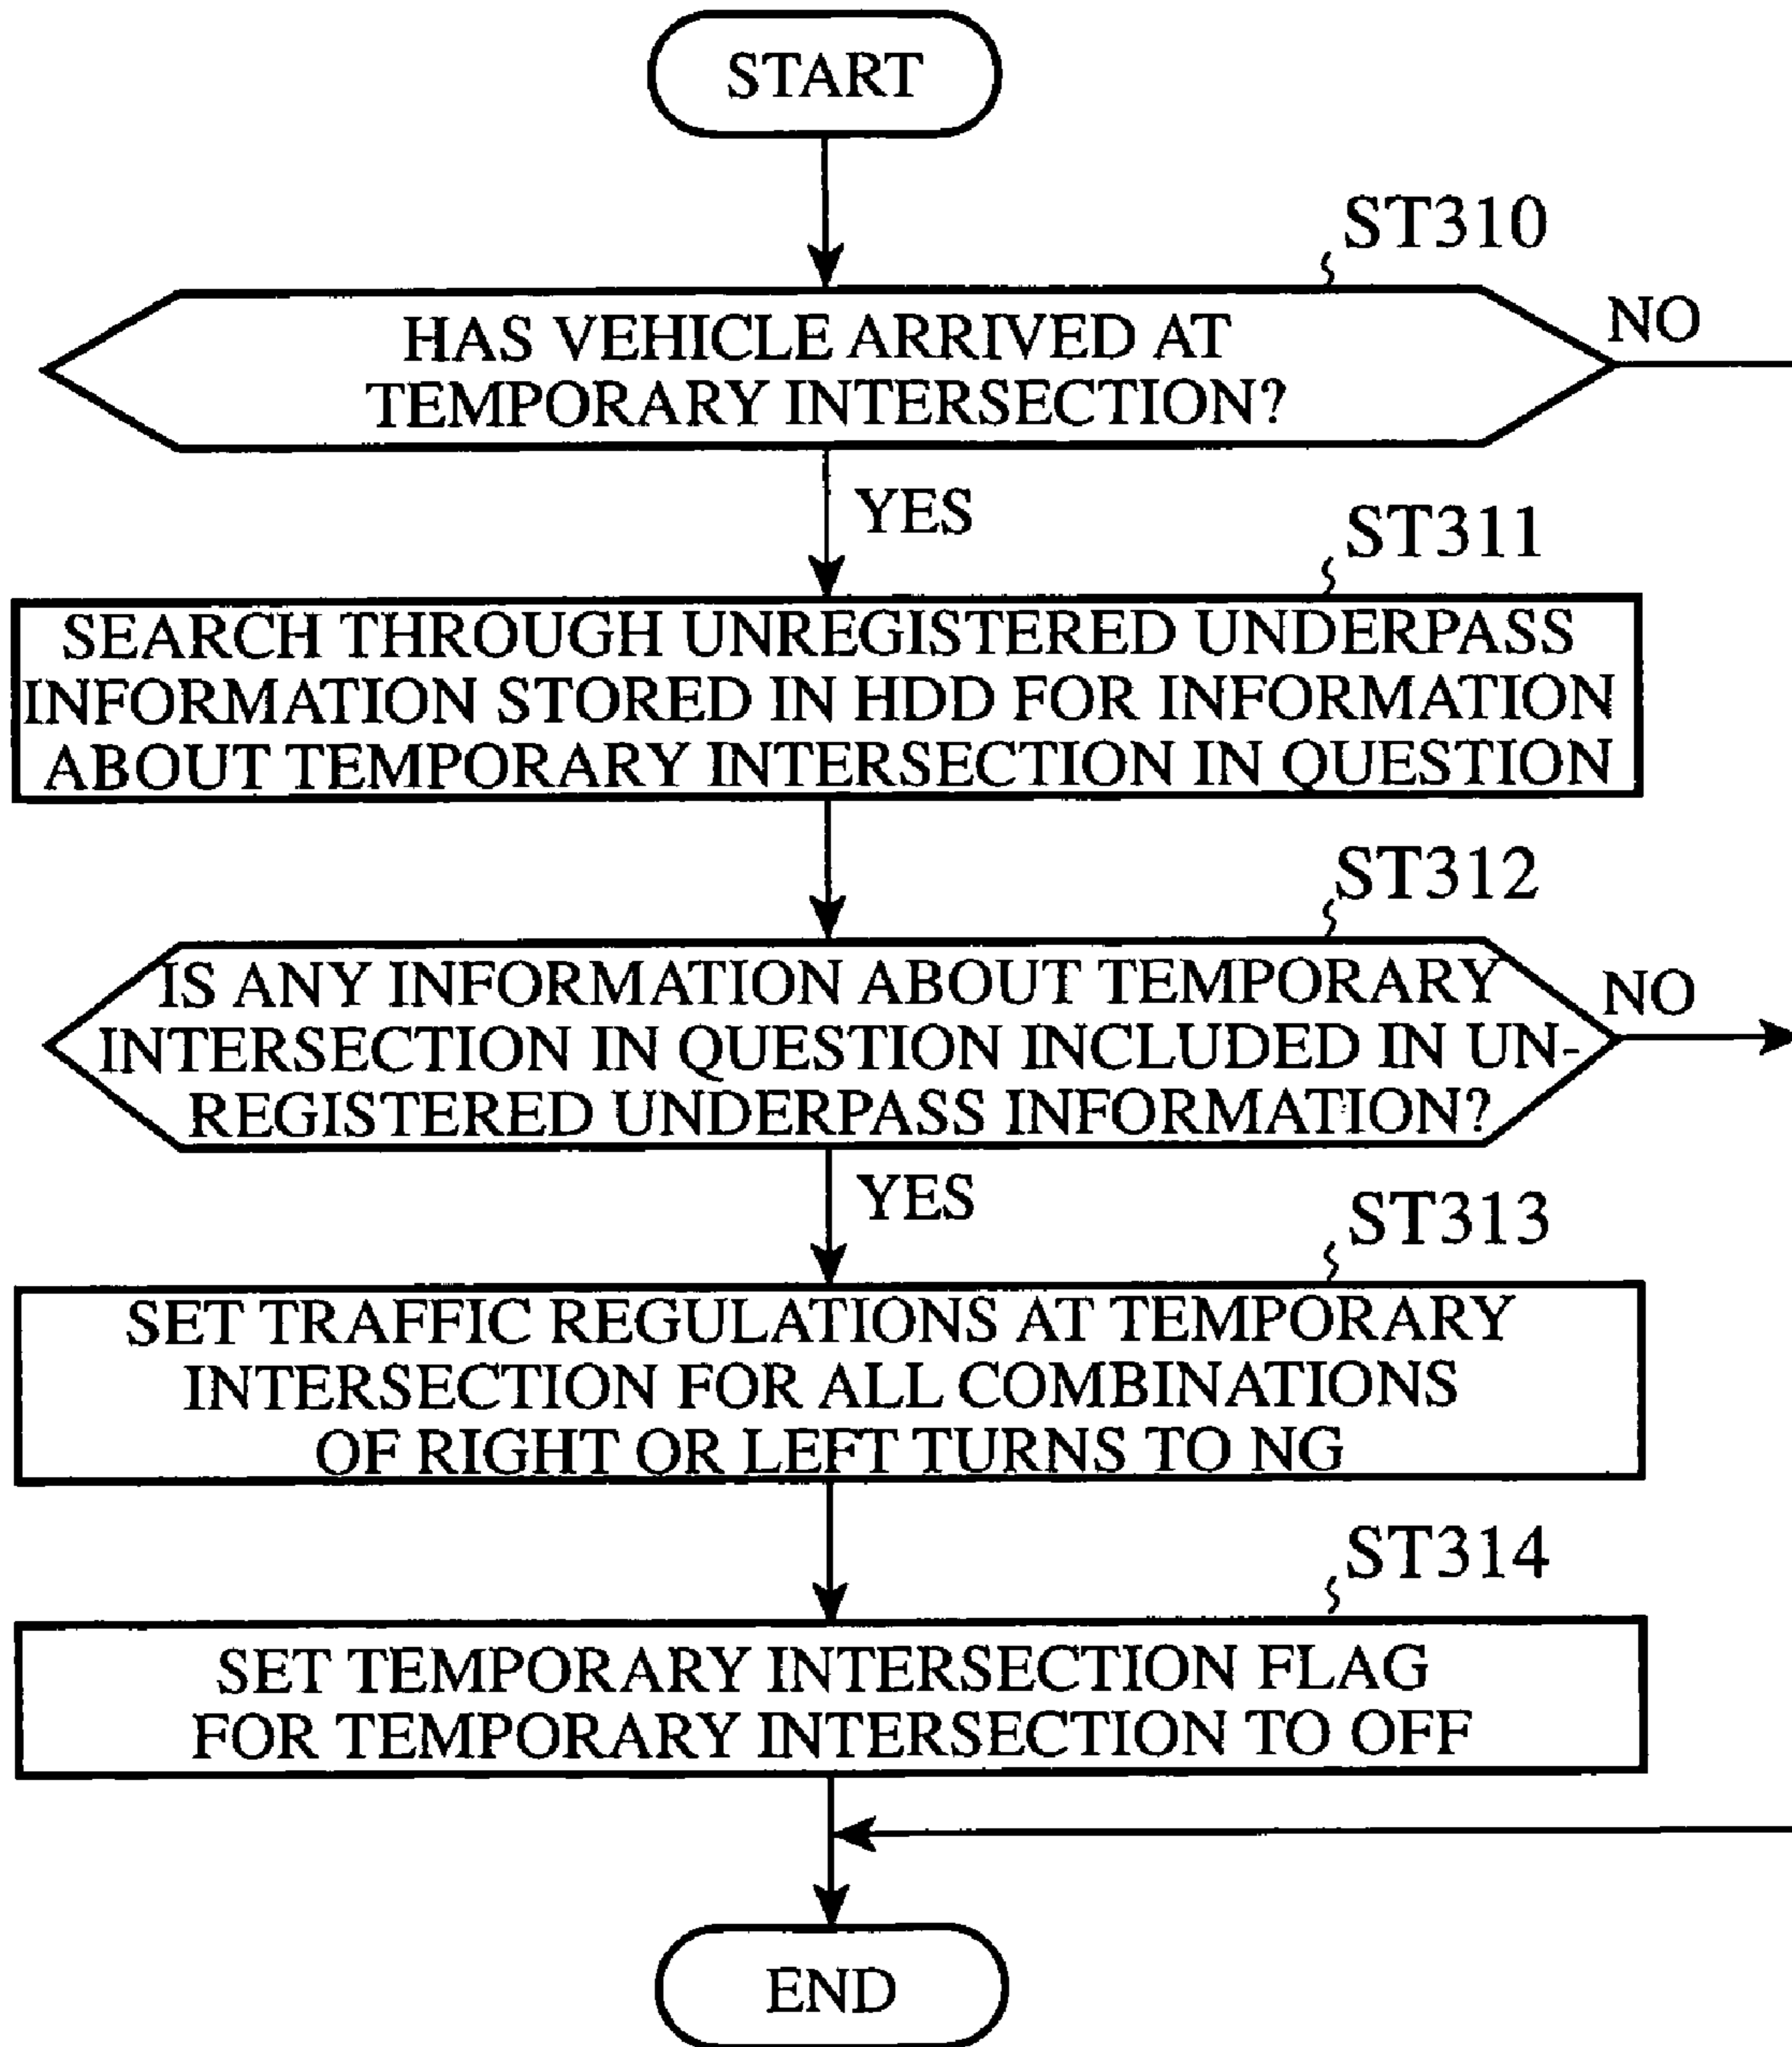 START
ST310
HAS VEHICLE ARRIVED AT
TEMPORARY INTERSECTION?
NO
YES
ST311
SEARCH THROUGH UNREGISTERED UNDERPASS
INFORMATION STORED IN HDD FOR INFORMATION
ABOUT TEMPORARY INTERSECTION IN QUESTION
ST312
IS ANY INFORMATION ABOUT TEMPORARY
INTERSECTION IN QUESTION INCLUDED IN UN-
REGISTERED UNDERPASS INFORMATION?
NO
YES
ST313
SET TRAFFIC REGULATIONS AT TEMPORARY
INTERSECTION FOR ALL COMBINATIONS
OF RIGHT OR LEFT TURNS TO NG
ST314
SET TEMPORARY INTERSECTION FLAG
FOR TEMPORARY INTERSECTION TO OFF
END